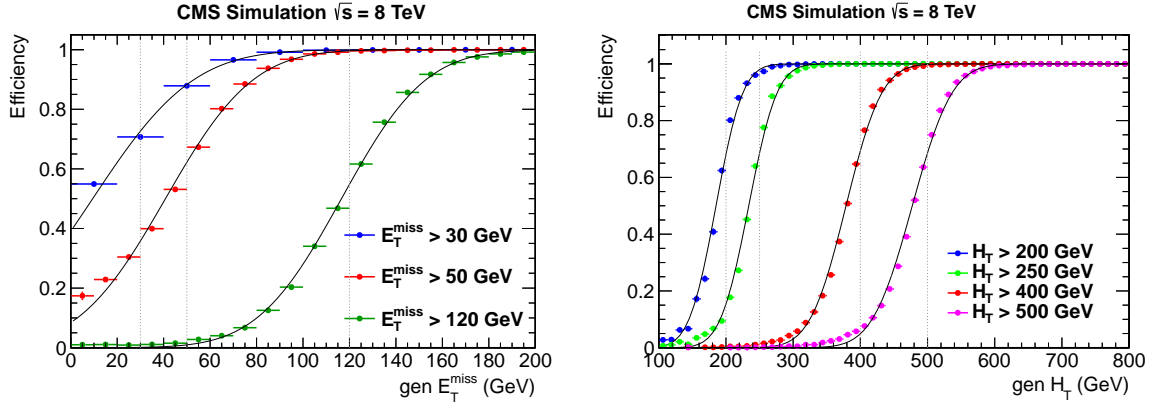 CMS Simulation √s = 8 TeV
Efficiency
1
0.8
0.6
0.4
0.2
0
E_T^miss > 30 GeV
E_T^miss > 50 GeV
E_T^miss > 120 GeV
0 20 40 60 80 100 120 140 160 180 200
gen E_T^miss (GeV)
CMS Simulation √s = 8 TeV
Efficiency
1
0.8
0.6
0.4
0.2
0
H_T > 200 GeV
H_T > 250 GeV
H_T > 400 GeV
H_T > 500 GeV
100 200 300 400 500 600 700 800
gen H_T (GeV)